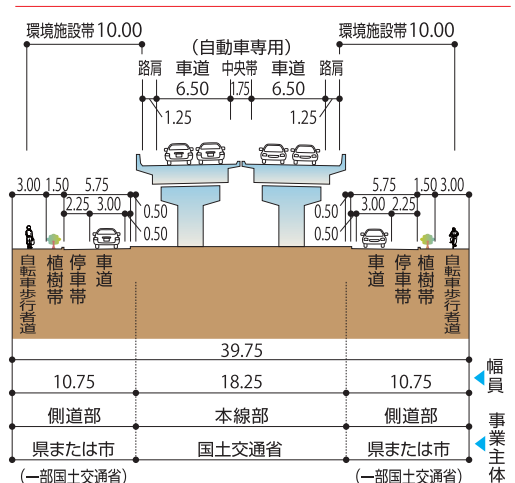 環境施設帯10.00
環境施設帯10.00
(自動車専用)
路肩 車道 中央帯 車道 路肩
6.50 1.75 6.50
1.25 1.25
3.00 1.50 5.75
5.75 1.50 3.00
2.25 3.00 0.50
0.50 3.00 2.25
0.50
0.50
自転車歩行者道
植樹帯
停車帯
車道
車道
停車帯
植樹帯
自転車歩行者道
39.75
10.75 18.25 10.75
幅員
側道部 本線部 側道部
県または市 国土交通省 県または市
(一部国土交通省) (一部国土交通省)
事業主体